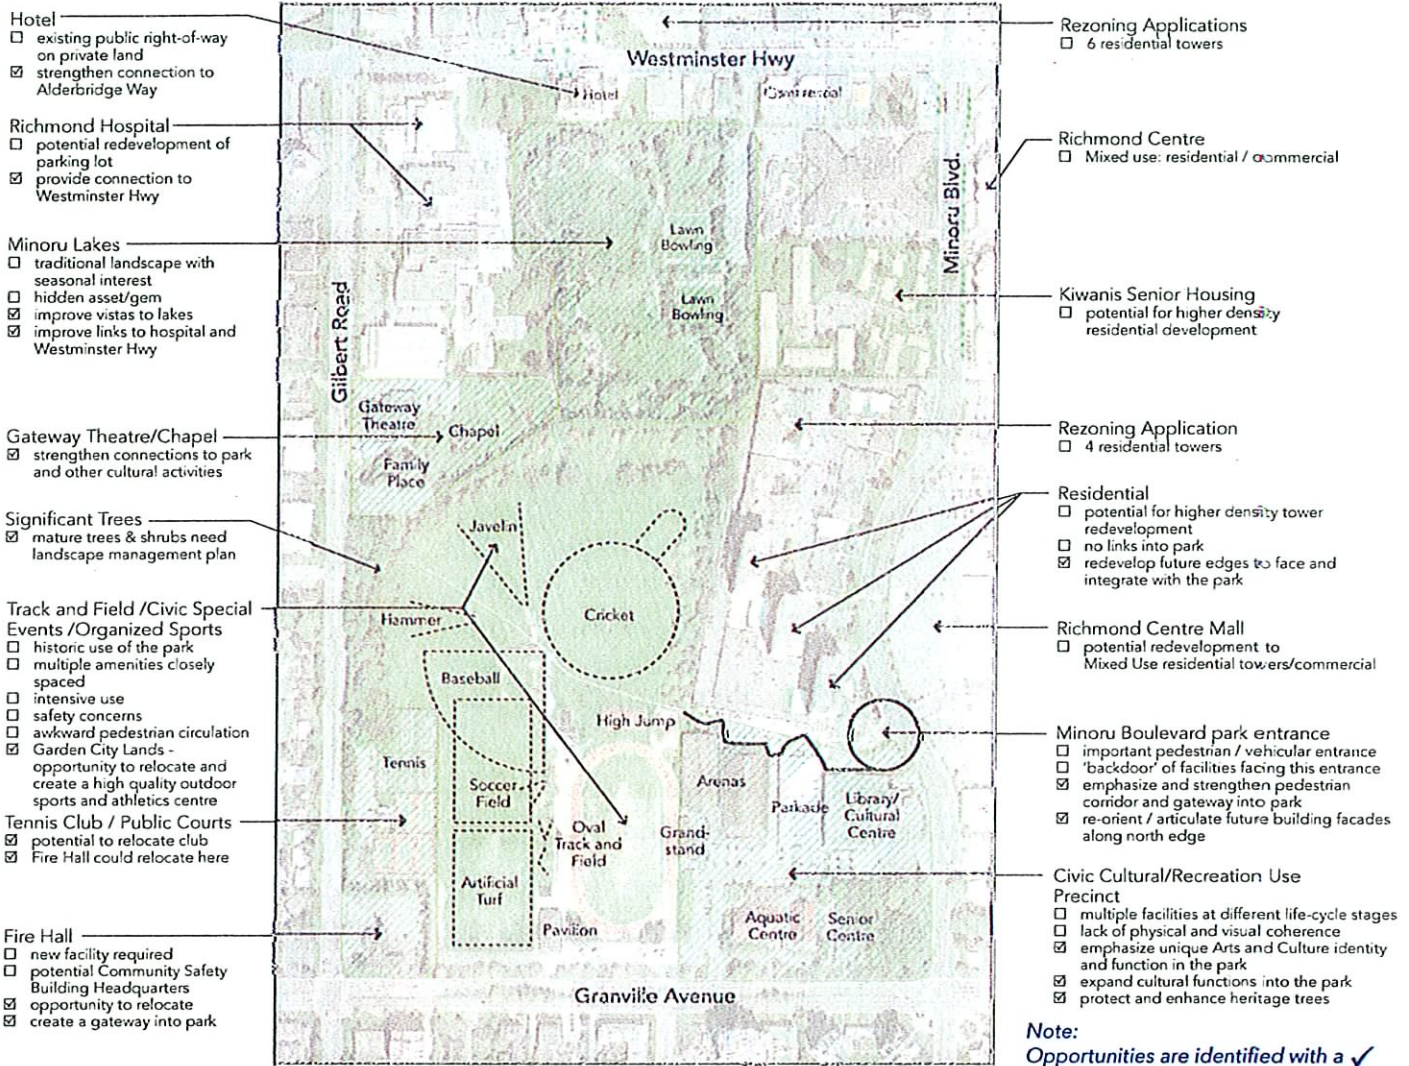 Hotel
☐ existing public right-of-way
on private land
☑ strengthen connection to
Alderbridge Way
Richmond Hospital
☐ potential redevelopment of
parking lot
☑ provide connection to
Westminster Hwy
Minoru Lakes
☐ traditional landscape with
seasonal interest
☐ hidden asset/gem
☑ improve vistas to lakes
☑ improve links to hospital and
Westminster Hwy
Gateway Theatre/Chapel
☑ strengthen connections to park
and other cultural activities
Significant Trees
☑ mature trees & shrubs need
landscape management plan
Track and Field /Civic Special
Events /Organized Sports
☐ historic use of the park
☐ multiple amenities closely
spaced
☐ intensive use
☐ safety concerns
☐ awkward pedestrian circulation
☑ Garden City Lands -
opportunity to relocate and
create a high quality outdoor
sports and athletics centre
Tennis Club / Public Courts
☑ potential to relocate club
☑ Fire Hall could relocate here
Fire Hall
☐ new facility required
☐ potential Community Safety
Building Headquarters
☑ opportunity to relocate
☑ create a gateway into park
Westminster Hwy
Hotel
Commercial
Minoru Blvd.
Lawn
Bowling
Lawn
Bowling
Gilbert Road
Gateway
Theatre
Chapel
Family
Place
Javelin
Hammer
Cricket
Baseball
High Jump
Tennis
Soccer
Field
Arenas
Parkade
Library/
Cultural
Centre
Oval
Track and
Field
Grand-
stand
Artificial
Turf
Pavilion
Aquatic
Centre
Senior
Centre
Granville Avenue
Rezoning Applications
☐ 6 residential towers
Richmond Centre
☐ Mixed use: residential / commercial
Kiwanis Senior Housing
☐ potential for higher density
residential development
Rezoning Application
☐ 4 residential towers
Residential
☐ potential for higher density tower
redevelopment
☐ no links into park
☑ redevelop future edges to face and
integrate with the park
Richmond Centre Mall
☐ potential redevelopment to
Mixed Use residential towers/commercial
Minoru Boulevard park entrance
☐ important pedestrian / vehicular entrance
☐ 'backdoor' of facilities facing this entrance
☑ emphasize and strengthen pedestrian
corridor and gateway into park
☑ re-orient / articulate future building facades
along north edge
Civic Cultural/Recreation Use
Precinct
☐ multiple facilities at different life-cycle stages
☐ lack of physical and visual coherence
☑ emphasize unique Arts and Culture identity
and function in the park
☑ expand cultural functions into the park
☑ protect and enhance heritage trees
Note:
Opportunities are identified with a ✓